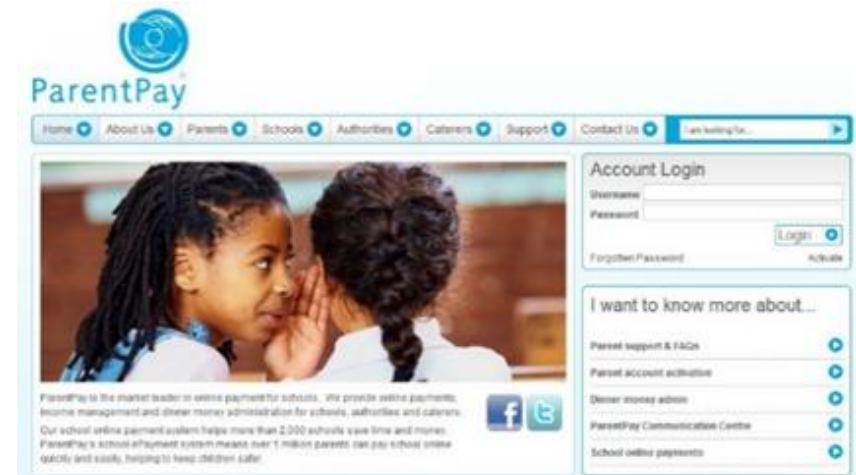 ParentPay
Home About Us Parents Schools Authorities Caterers Support Contact Us I am looking for...
Account Login
Username
Password
Login
Forgotten Password Activate
I want to know more about...
Parent support & FAQs
Parent account activation
Dinner money admin
ParentPay Communication Centre
School online payments
ParentPay is the market leader in online payment for schools. We provide online payments,
income management and dinner money administration for schools, authorities and caterers.
Our school online payment system helps more than 2,000 schools save time and money.
ParentPay's school ePayment system means over 1 million parents can pay school online
quickly and easily, helping to keep children safer.